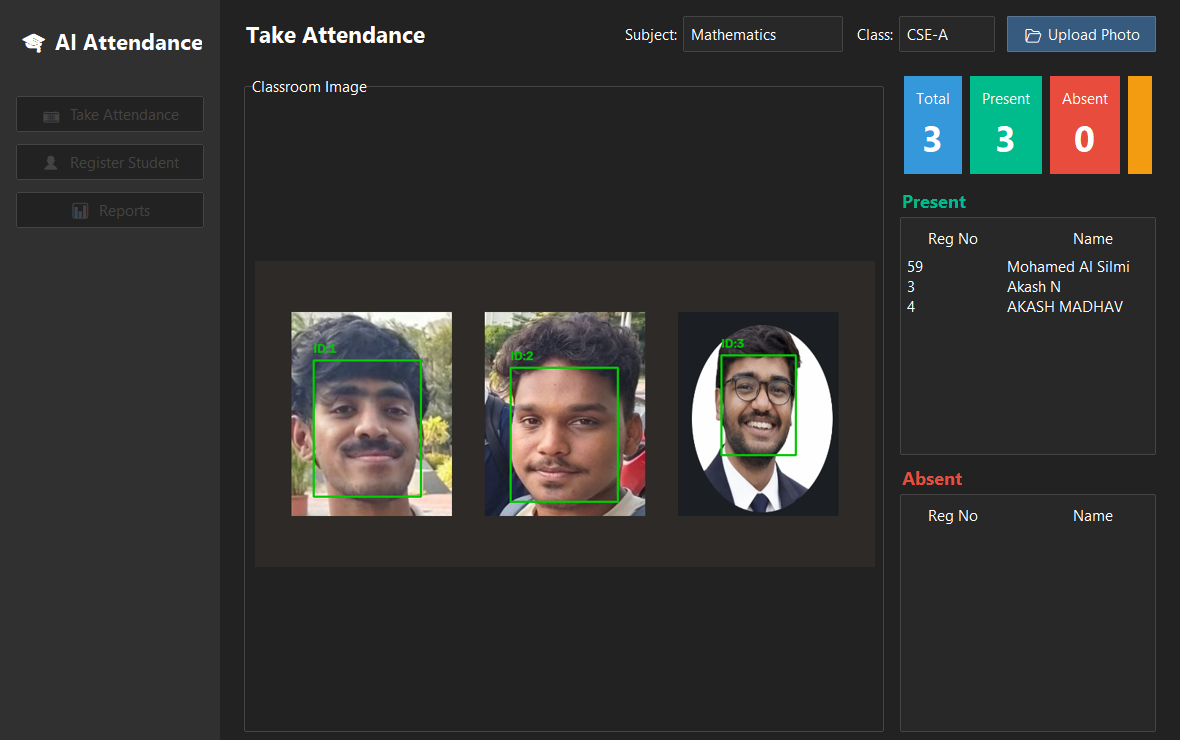 AI Attendance
Take Attendance
Register Student
Reports
Take Attendance
Subject: Mathematics Class: CSE-A Upload Photo
Classroom Image
ID:1
ID:2
ID:3
Total Present Absent
3 3 0
Present
Reg No Name
59 Mohamed Al Silmi
3 Akash N
4 AKASH MADHAV
Absent
Reg No Name